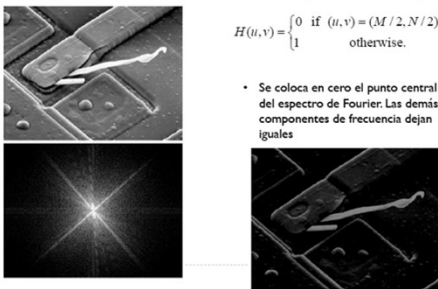 H(u,v) = {0 if (u,v) = (M/2, N/2)
1 otherwise.
• Se coloca en cero el punto central
del espectro de Fourier. Las demás
componentes de frecuencia dejan
iguales